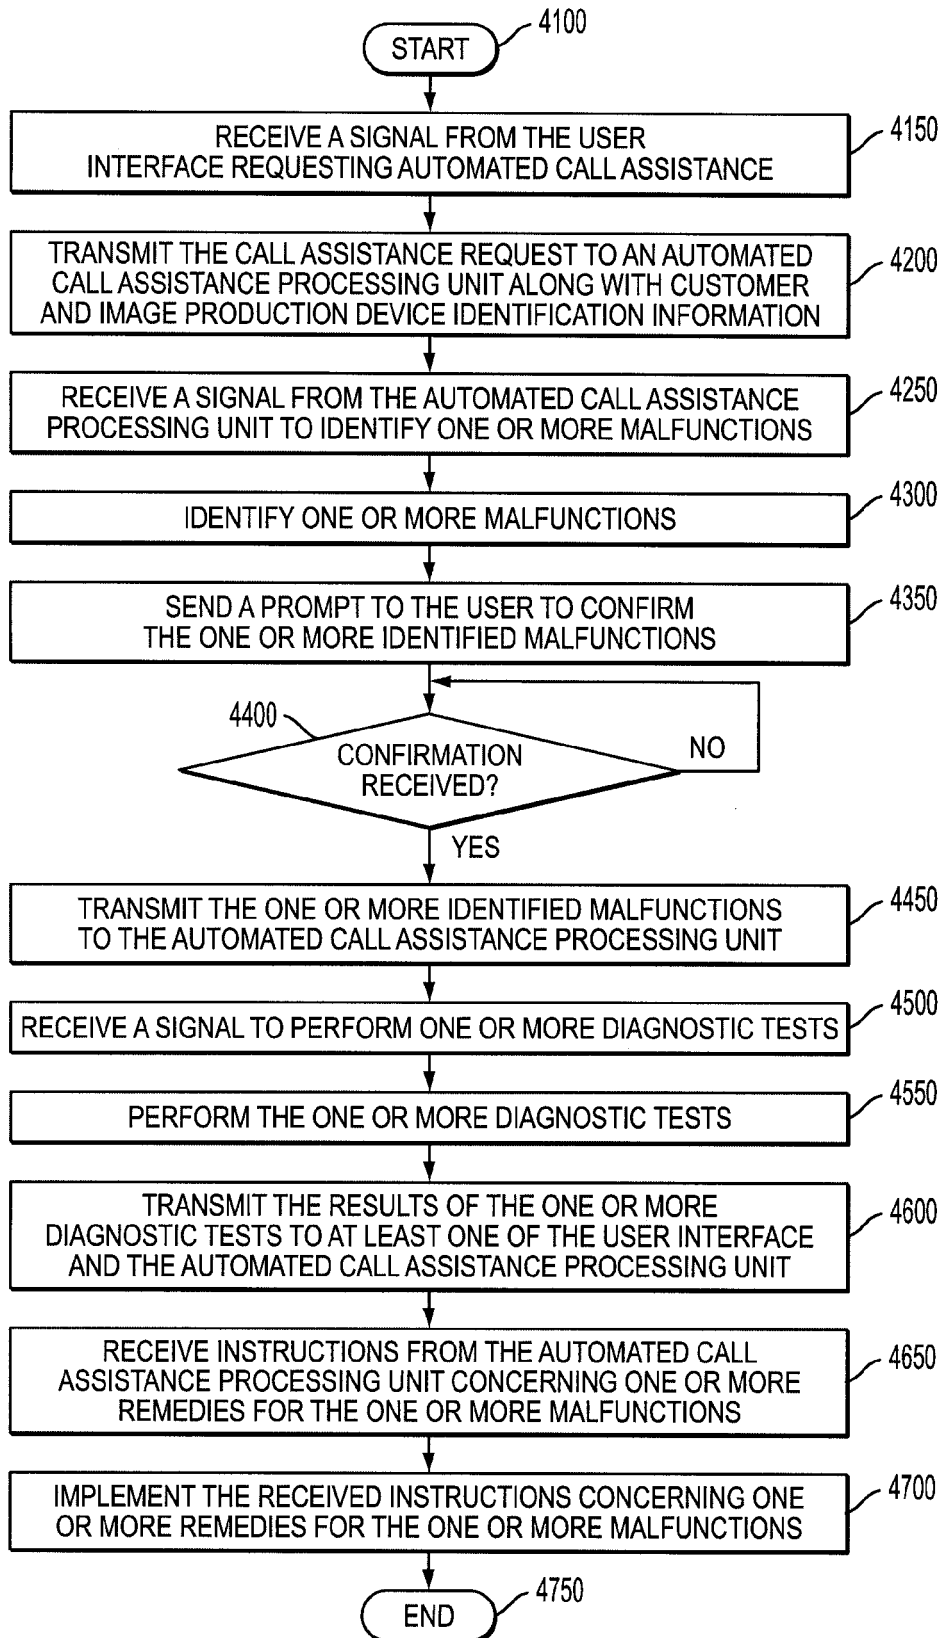 START
4100
RECEIVE A SIGNAL FROM THE USER
INTERFACE REQUESTING AUTOMATED CALL ASSISTANCE
4150
TRANSMIT THE CALL ASSISTANCE REQUEST TO AN AUTOMATED
CALL ASSISTANCE PROCESSING UNIT ALONG WITH CUSTOMER
AND IMAGE PRODUCTION DEVICE IDENTIFICATION INFORMATION
4200
RECEIVE A SIGNAL FROM THE AUTOMATED CALL ASSISTANCE
PROCESSING UNIT TO IDENTIFY ONE OR MORE MALFUNCTIONS
4250
IDENTIFY ONE OR MORE MALFUNCTIONS
4300
SEND A PROMPT TO THE USER TO CONFIRM
THE ONE OR MORE IDENTIFIED MALFUNCTIONS
4350
4400
CONFIRMATION
RECEIVED?
NO
YES
TRANSMIT THE ONE OR MORE IDENTIFIED MALFUNCTIONS
TO THE AUTOMATED CALL ASSISTANCE PROCESSING UNIT
4450
RECEIVE A SIGNAL TO PERFORM ONE OR MORE DIAGNOSTIC TESTS
4500
PERFORM THE ONE OR MORE DIAGNOSTIC TESTS
4550
TRANSMIT THE RESULTS OF THE ONE OR MORE
DIAGNOSTIC TESTS TO AT LEAST ONE OF THE USER INTERFACE
AND THE AUTOMATED CALL ASSISTANCE PROCESSING UNIT
4600
RECEIVE INSTRUCTIONS FROM THE AUTOMATED CALL
ASSISTANCE PROCESSING UNIT CONCERNING ONE OR MORE
REMEDIES FOR THE ONE OR MORE MALFUNCTIONS
4650
IMPLEMENT THE RECEIVED INSTRUCTIONS CONCERNING ONE
OR MORE REMEDIES FOR THE ONE OR MORE MALFUNCTIONS
4700
END
4750